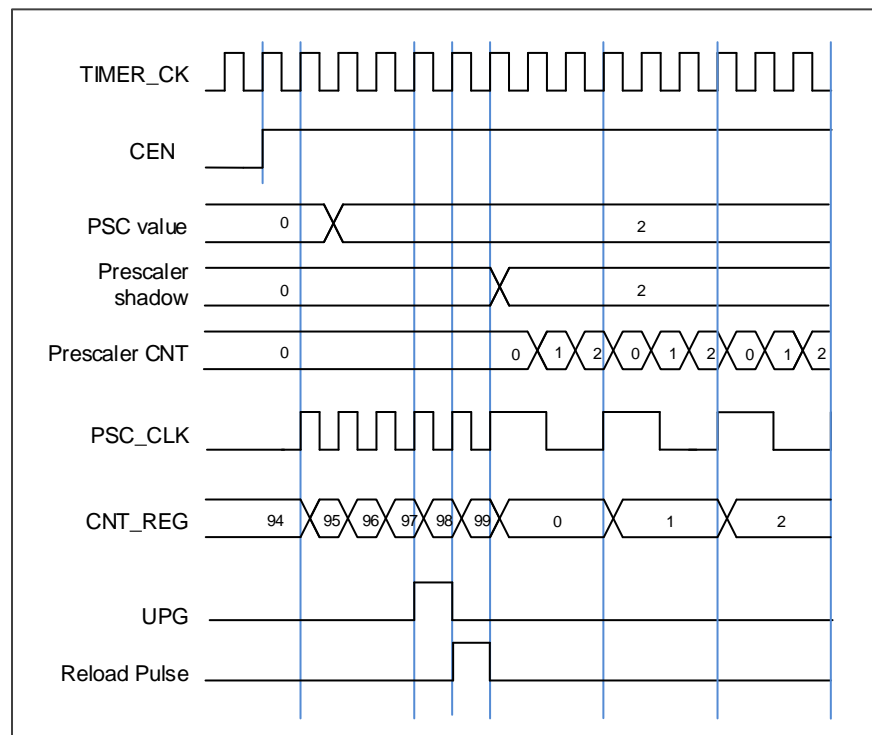 TIMER_CK
CEN
PSC value 0 2
Prescaler
shadow 0 2
Prescaler CNT 0 0 1 2 0 1 2 0 1 2
PSC_CLK
CNT_REG 94 95 96 97 98 99 0 1 2
UPG
Reload Pulse